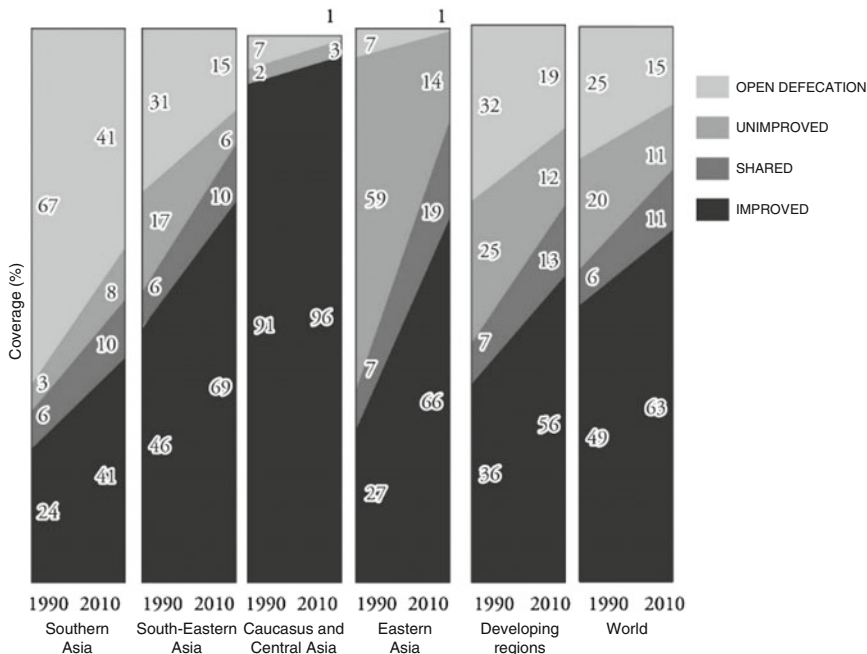 1 1
7 3 7
2
15 19 15
31 14 32 25
41 6 12 11
67 17 10 59 19 25 20 11
8 6 13 6
91 96
10 7 7
3 69 66 56 63
6 46 36 49
41 27
24
OPEN DEFECATION
UNIMPROVED
SHARED
IMPROVED
Coverage (%)
1990 2010 1990 2010 1990 2010 1990 2010 1990 2010 1990 2010
Southern South-Eastern Caucasus and Eastern Developing World
Asia Asia Central Asia Asia regions